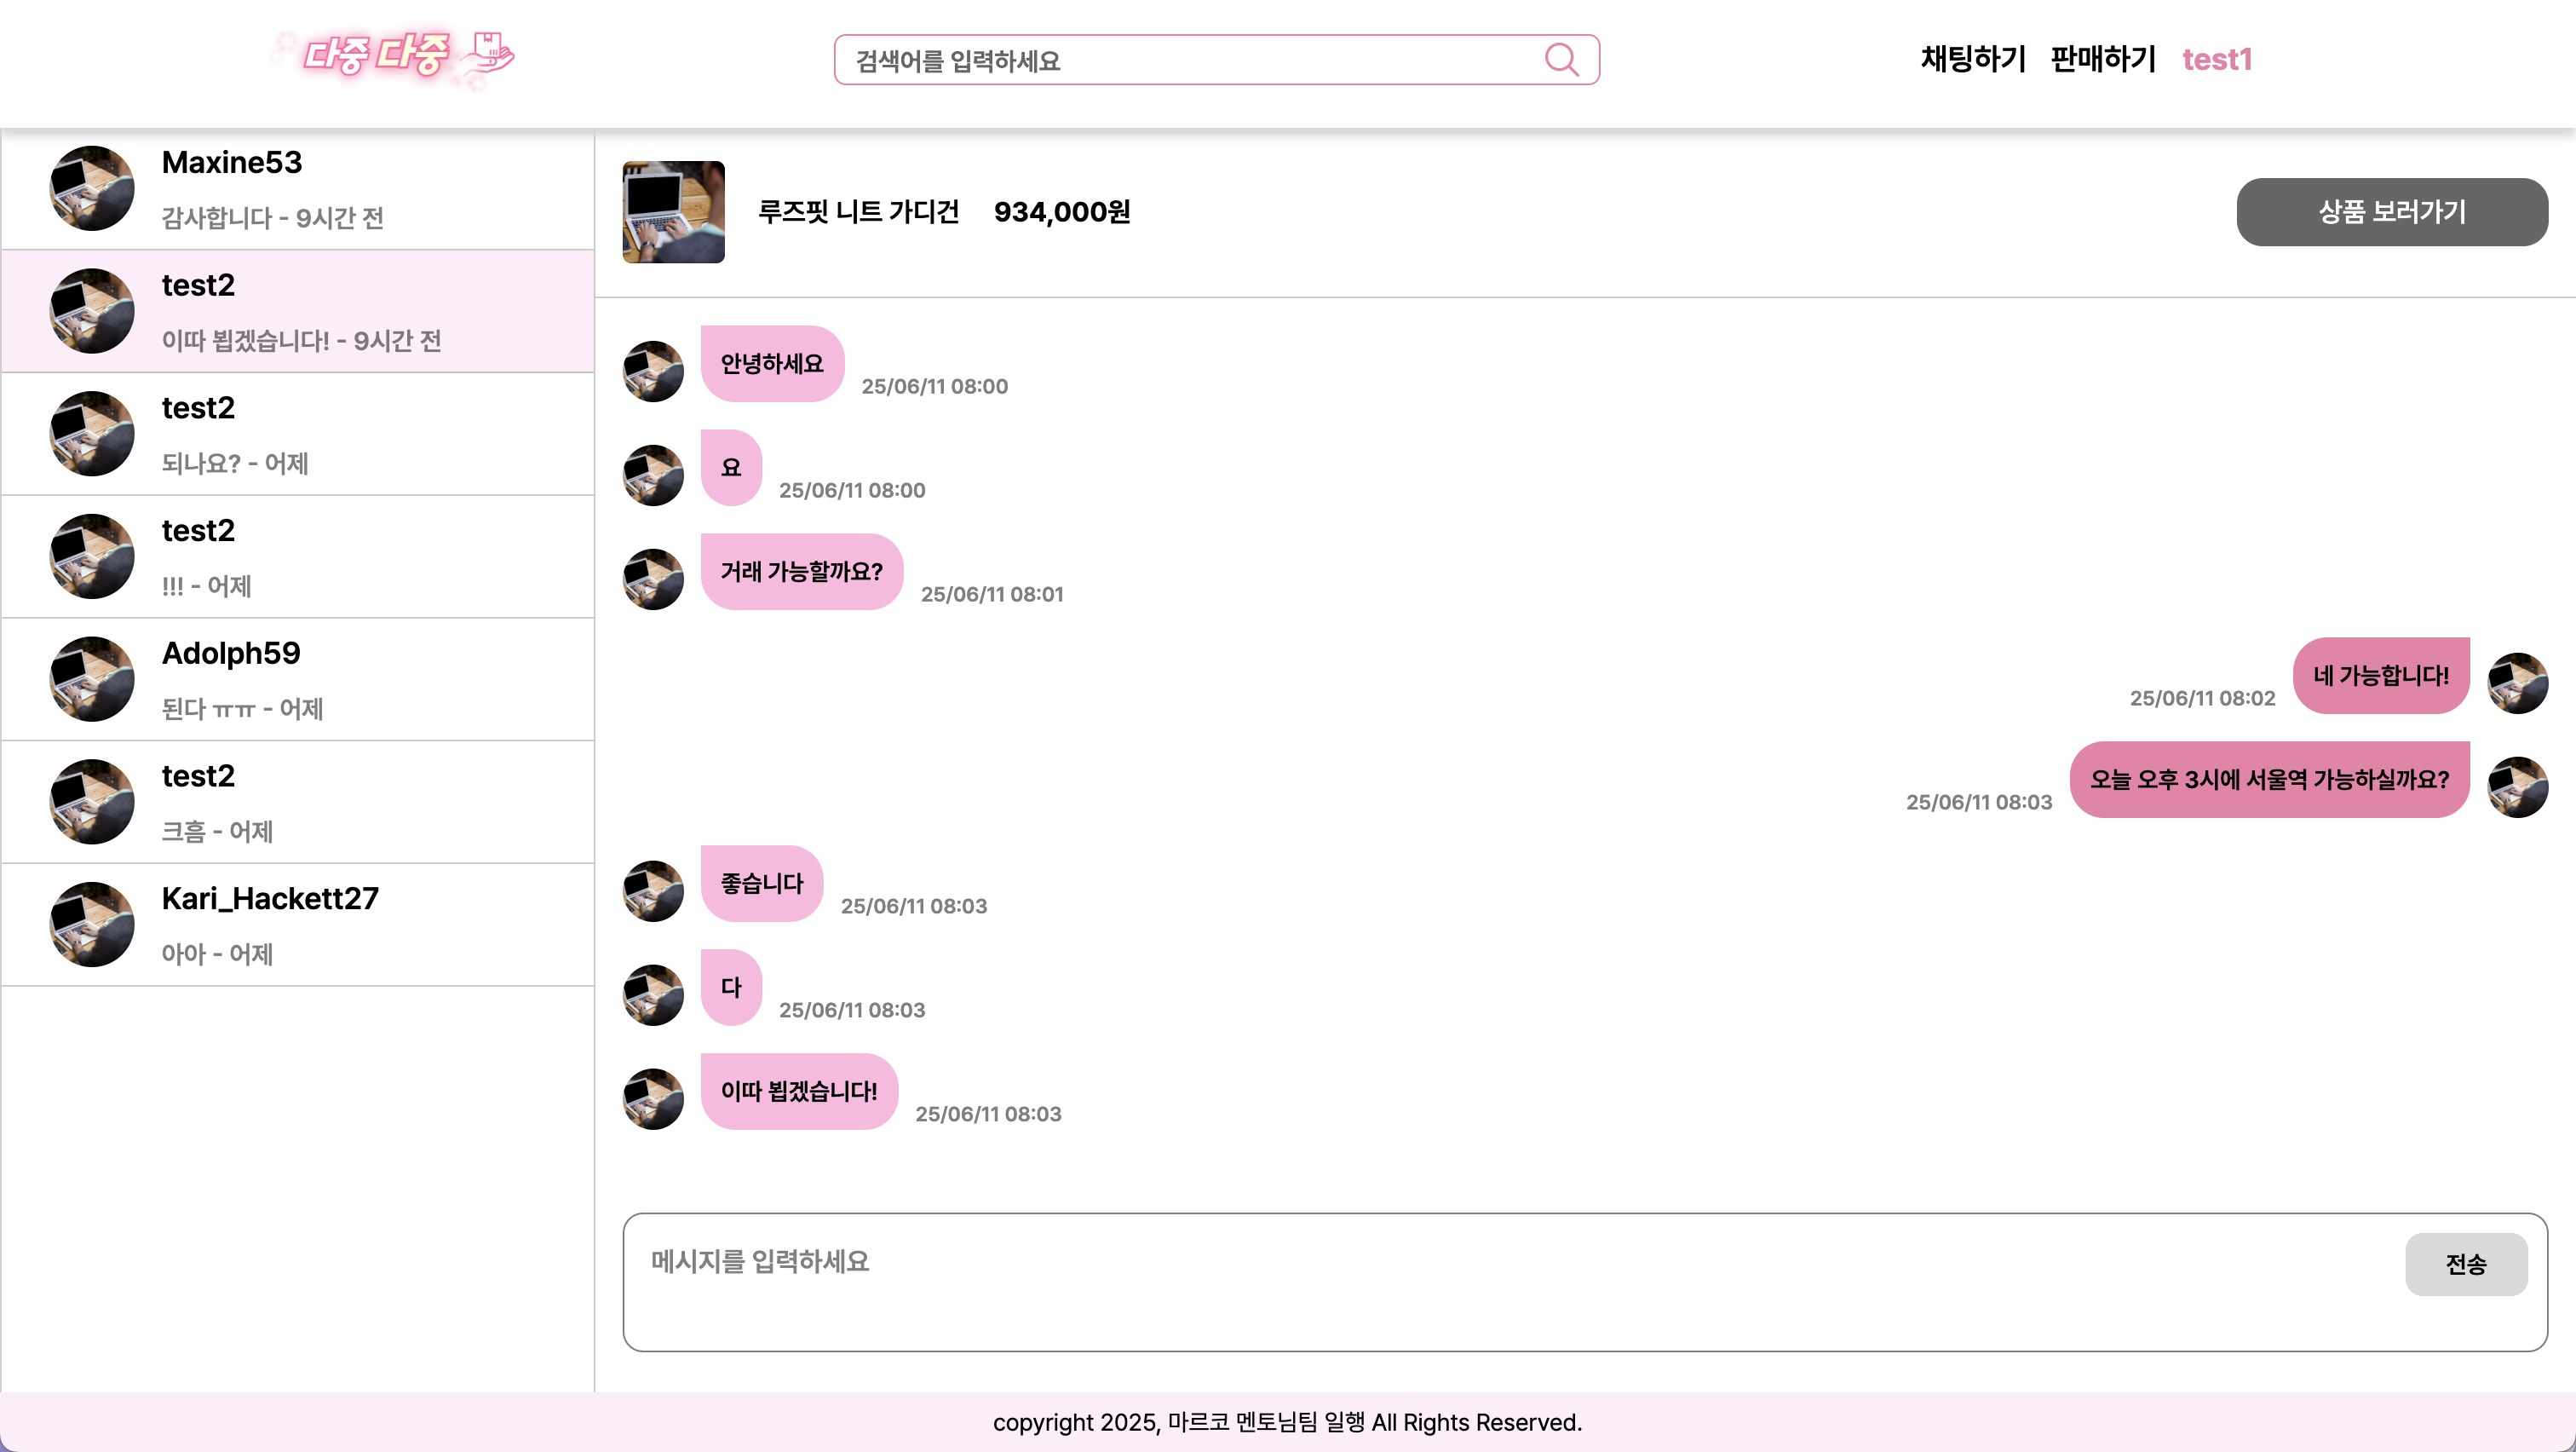 다중 다중
검색어를 입력하세요
채팅하기 판매하기 test1
Maxine53
감사합니다 - 9시간 전
test2
이따 뵙겠습니다! - 9시간 전
test2
되나요? - 어제
test2
!!! - 어제
Adolph59
된다 ㅠㅠ - 어제
test2
크흠 - 어제
Kari_Hackett27
아아 - 어제
루즈핏 니트 가디건 934,000원
상품 보러가기
안녕하세요
25/06/11 08:00
요
25/06/11 08:00
거래 가능할까요?
25/06/11 08:01
네 가능합니다!
25/06/11 08:02
오늘 오후 3시에 서울역 가능하실까요?
25/06/11 08:03
좋습니다
25/06/11 08:03
다
25/06/11 08:03
이따 뵙겠습니다!
25/06/11 08:03
메시지를 입력하세요
전송
copyright 2025, 마르코 멘토님팀 일행 All Rights Reserved.